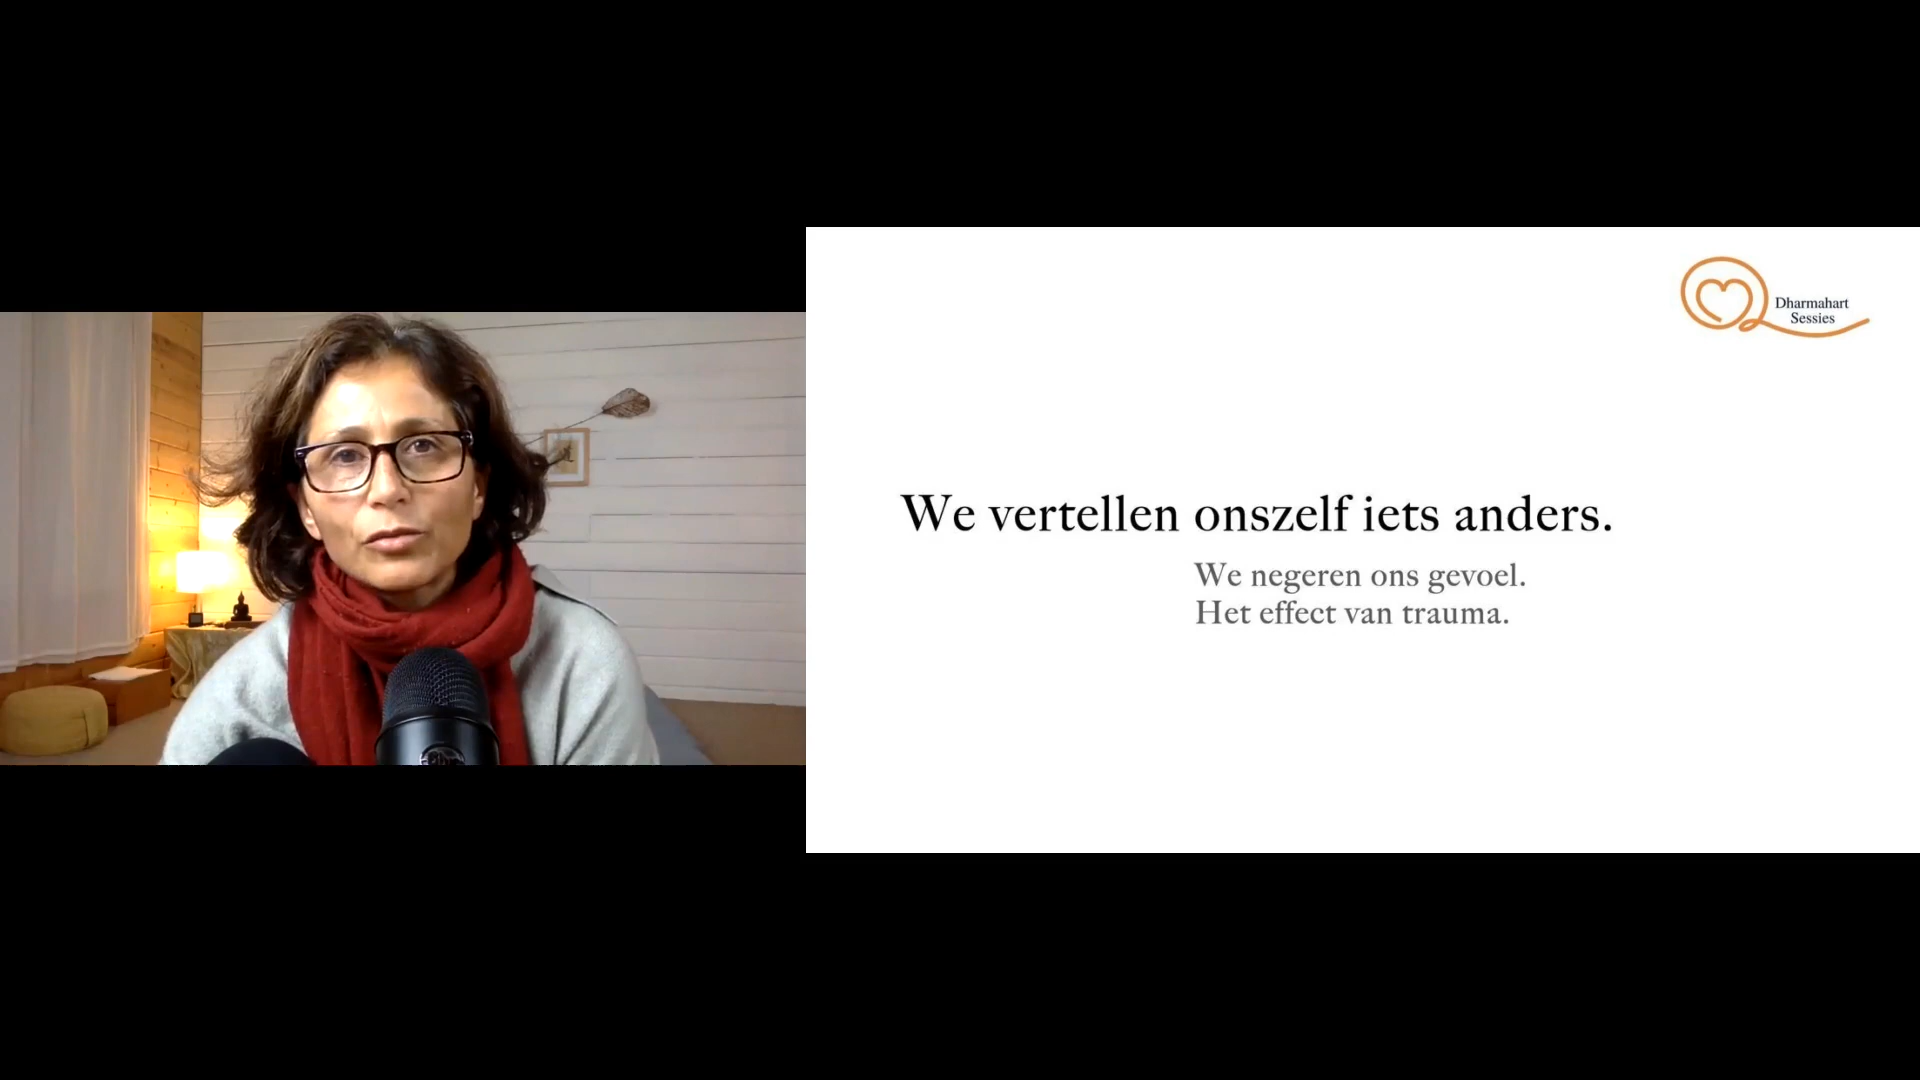 Dharmahart
Sessies
We vertellen onszelf iets anders.
We negeren ons gevoel.
Het effect van trauma.